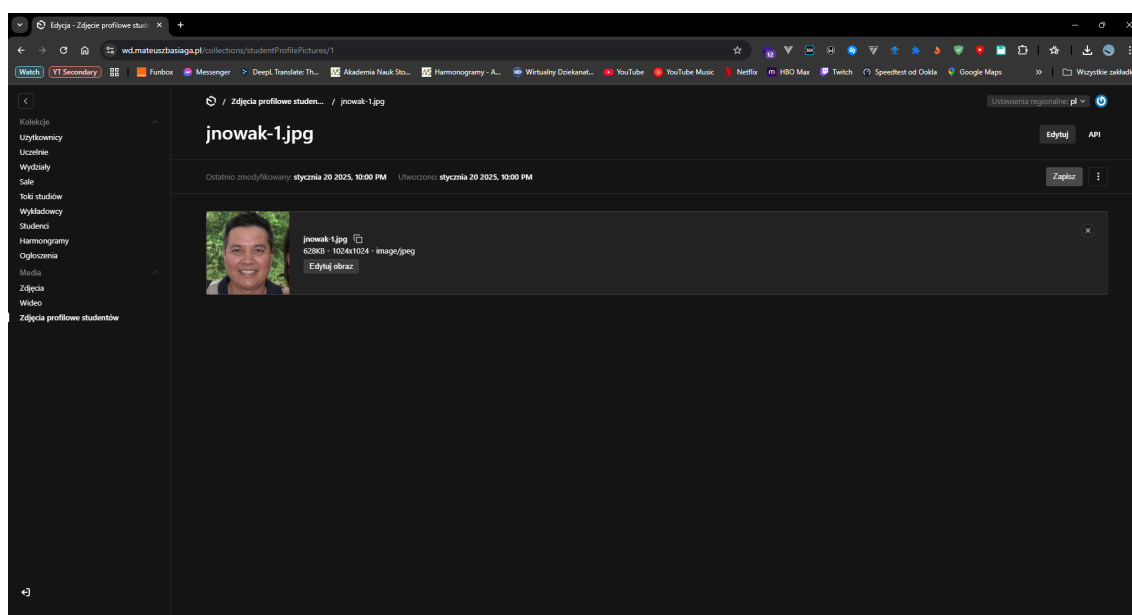 Edycja - Zdjęcie profilowe stud
wd.mateuszbasiaga.pl/collections/studentProfilePictures/1
12
Watch YT Secondary Funbox Messenger DeepL Translate: Th... Akademia Nauk Sto... Harmonogramy - A... Wirtualny Dziekanat... YouTube YouTube Music Netflix HBO Max Twitch Speedtest od Ookla Google Maps » Wszystkie zakładk
/ Zdjęcia profilowe studen... / jnowak-1.jpg
Ustawienia regionalne: pl
Kolekcje
Użytkownicy
Uczelnie
Wydziały
Sale
Toki studiów
Wykładowcy
Studenci
Harmongramy
Ogłoszenia
Media
Zdjęcia
Wideo
Zdjęcia profilowe studentów
jnowak-1.jpg
Edytuj API
Ostatnio zmodyfikowany: stycznia 20 2025, 10:00 PM Utworzono: stycznia 20 2025, 10:00 PM
Zapisz
jnowak-1.jpg
628KB - 1024x1024 - image/jpeg
Edytuj obraz